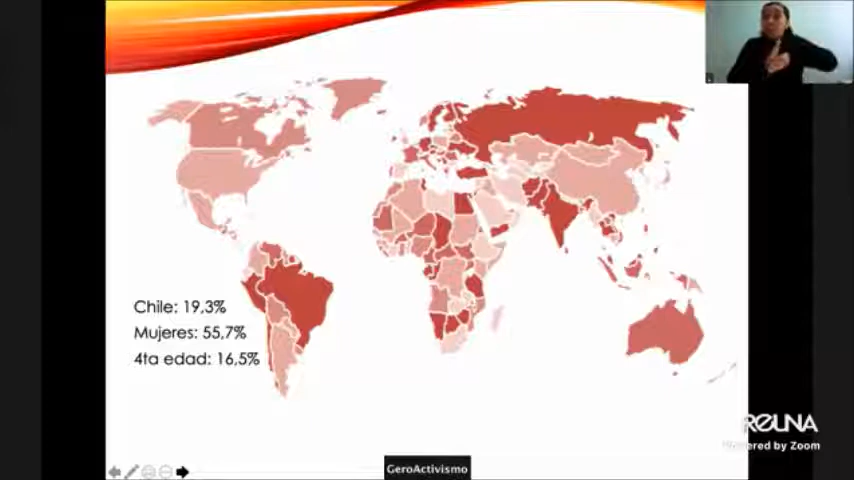 Chile: 19,3%
Mujeres: 55,7%
4ta edad: 16,5%
REUNA
Powered by Zoom
GeroActivismo